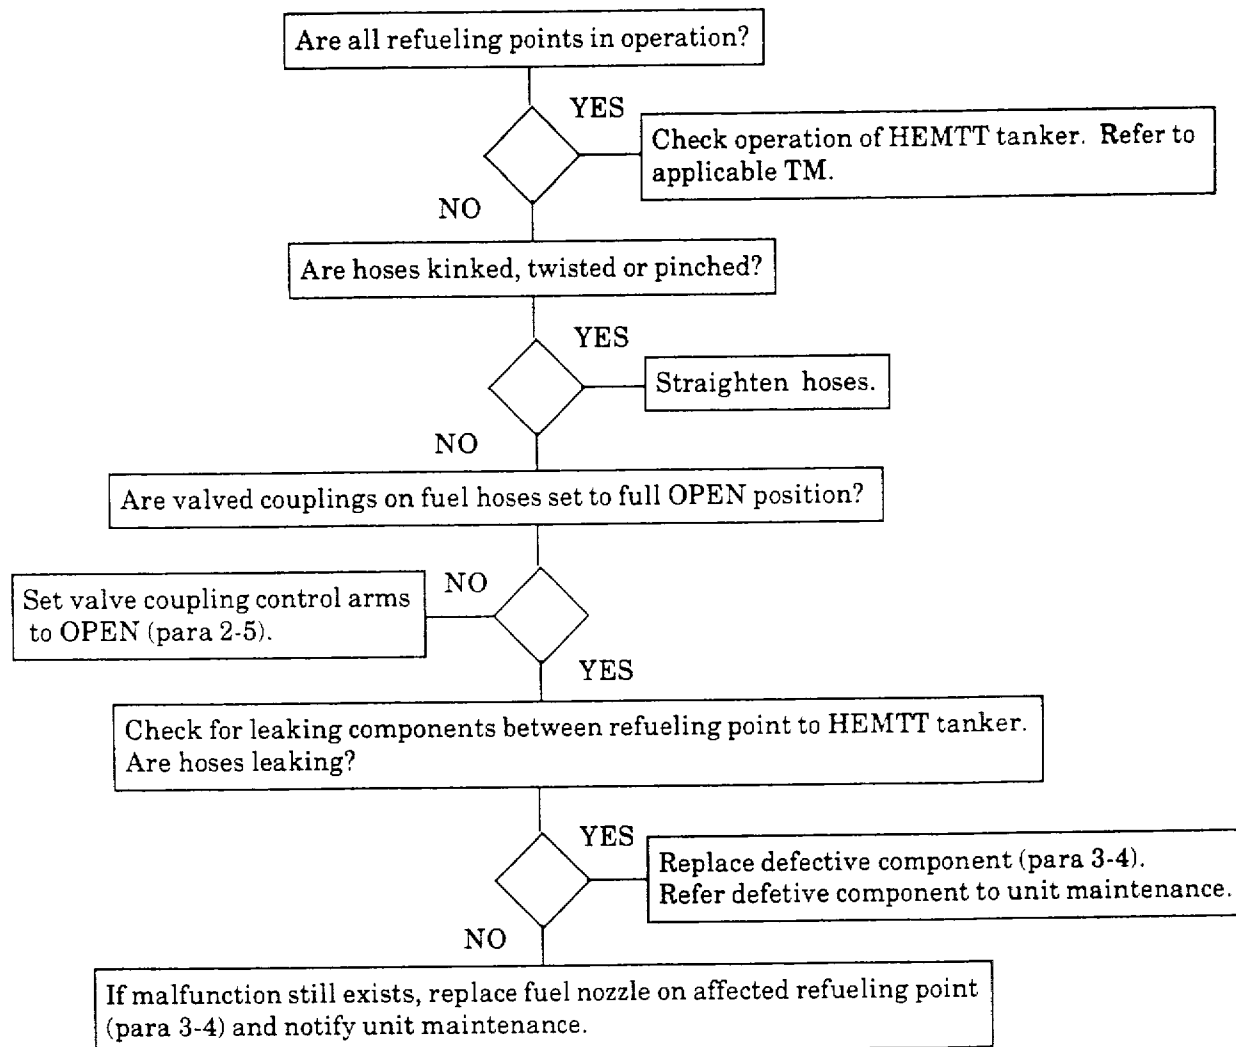 Are all refueling points in operation?
YES
Check operation of HEMTT tanker. Refer to
applicable TM.
NO
Are hoses kinked, twisted or pinched?
YES
Straighten hoses.
NO
Are valved couplings on fuel hoses set to full OPEN position?
NO
Set valve coupling control arms
to OPEN (para 2-5).
YES
Check for leaking components between refueling point to HEMTT tanker.
Are hoses leaking?
YES
Replace defective component (para 3-4).
Refer defetive component to unit maintenance.
NO
If malfunction still exists, replace fuel nozzle on affected refueling point
(para 3-4) and notify unit maintenance.